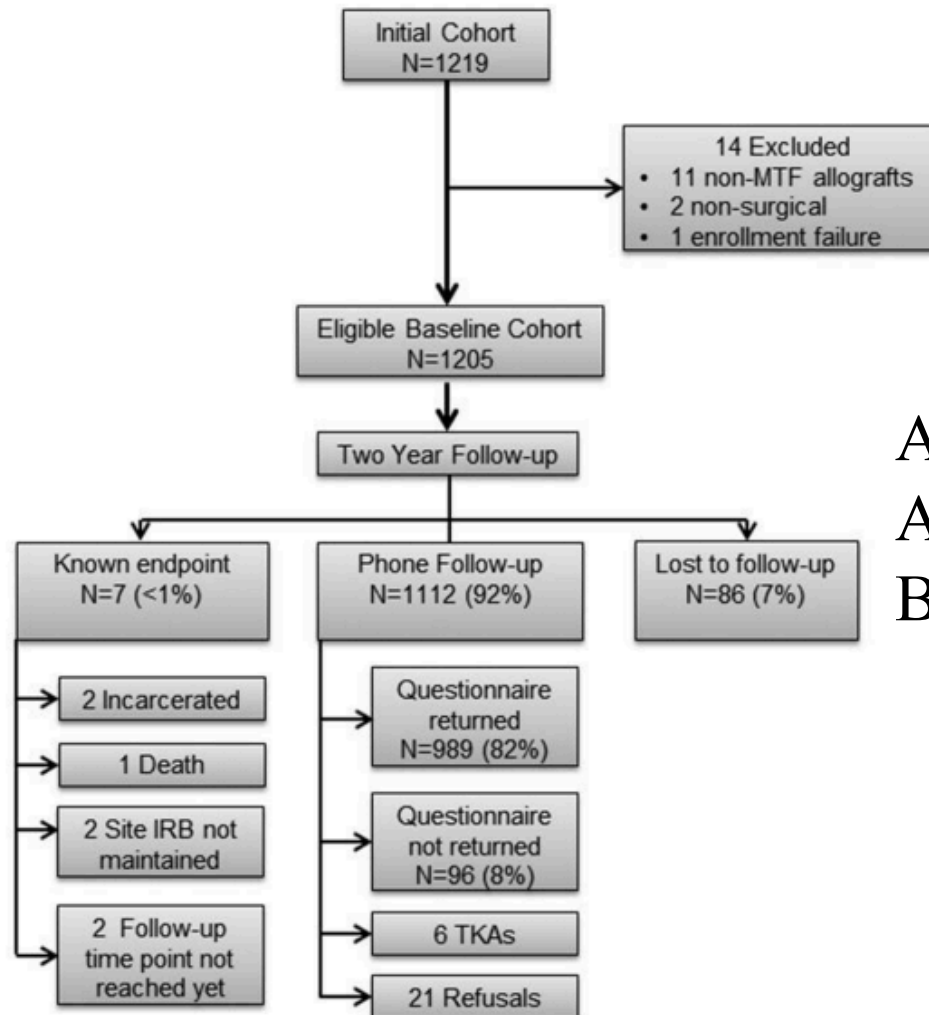 Initial Cohort
N=1219
14 Excluded
• 11 non-MTF allografts
• 2 non-surgical
• 1 enrollment failure
Eligible Baseline Cohort
N=1205
Two Year Follow-up
Known endpoint
N=7 (<1%)
Phone Follow-up
N=1112 (92%)
Lost to follow-up
N=86 (7%)
A
A
B
2 Incarcerated
1 Death
2 Site IRB not
maintained
2 Follow-up
time point not
reached yet
Questionnaire
returned
N=989 (82%)
Questionnaire
not returned
N=96 (8%)
6 TKAs
21 Refusals